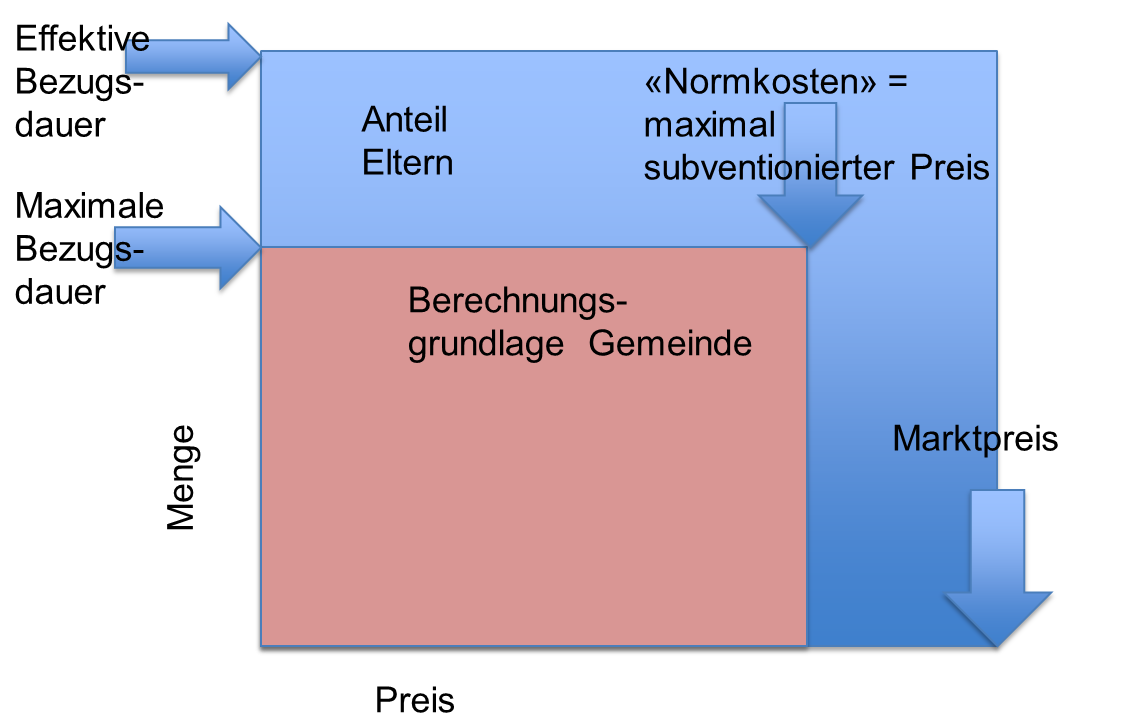 Effektive
Bezugs-
dauer
Anteil
Eltern
«Normkosten» =
maximal
subventionierter Preis
Maximale
Bezugs-
dauer
Berechnungs-
grundlage Gemeinde
Menge
Marktpreis
Preis